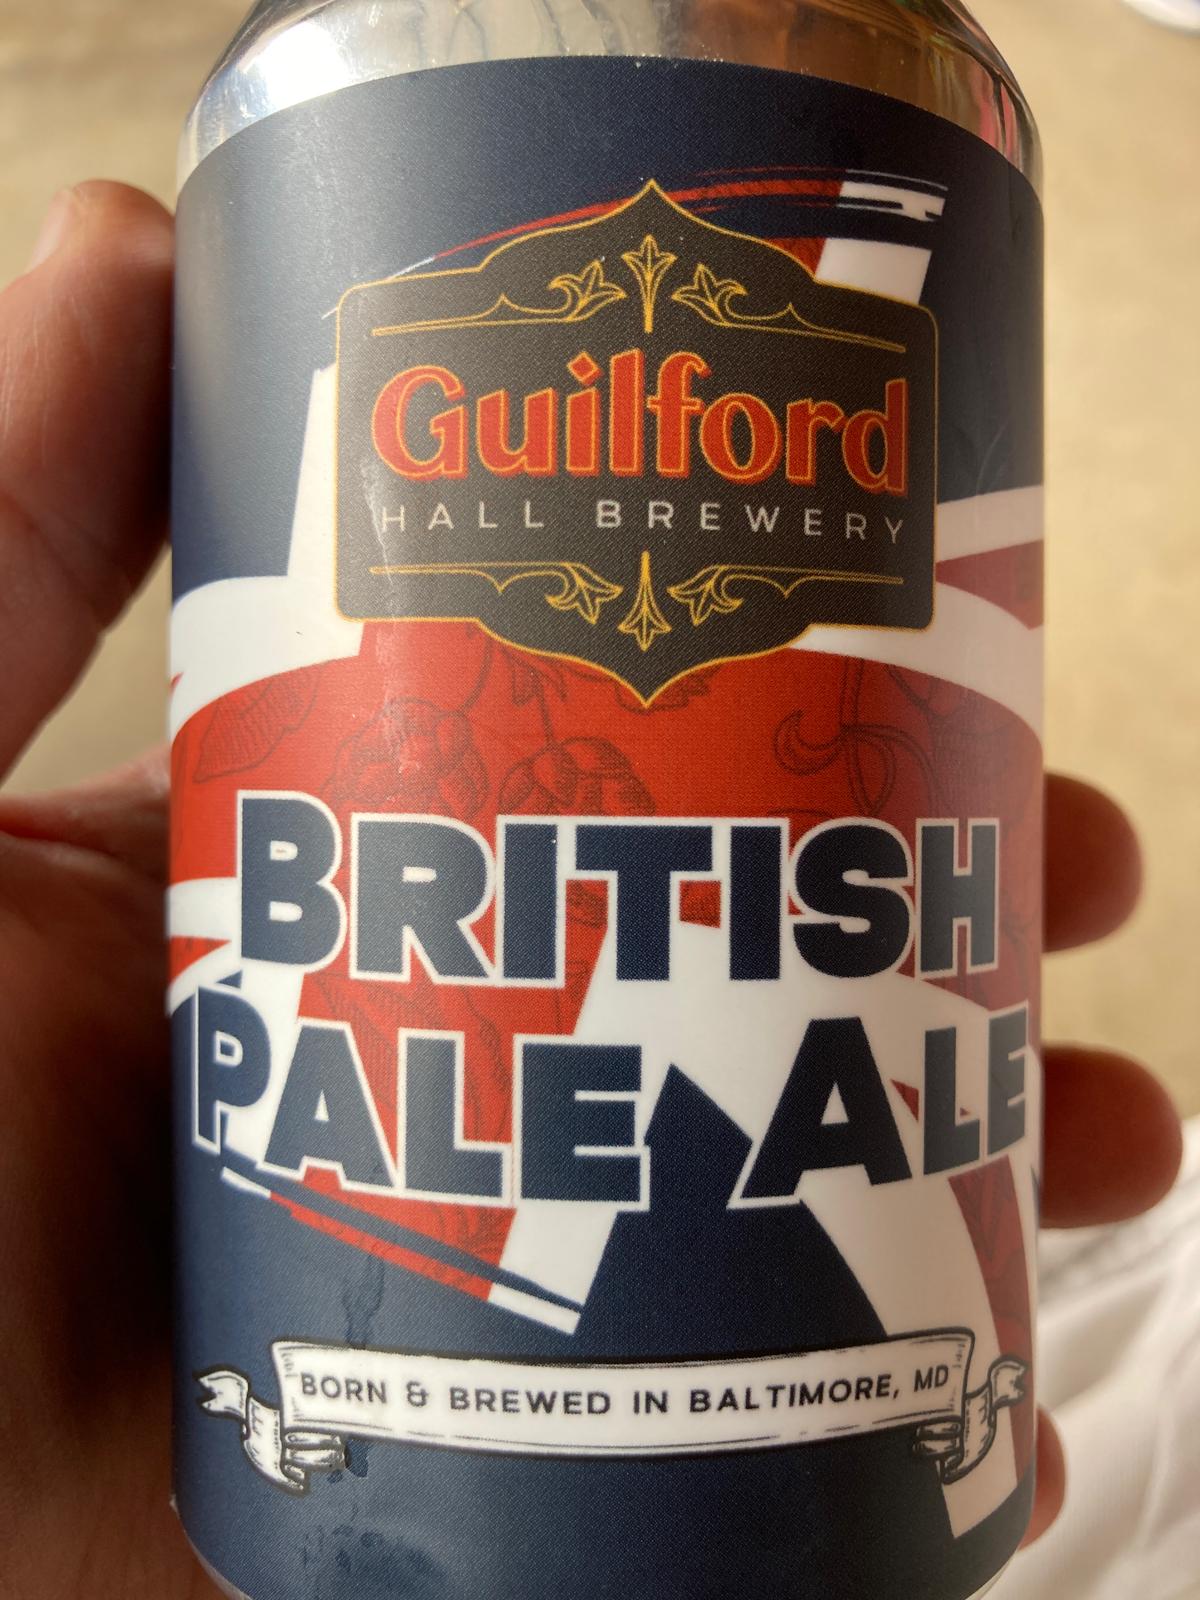 Guilford
HALL BREWERY
BRITISH
PALE ALE
BORN & BREWED IN BALTIMORE, MD